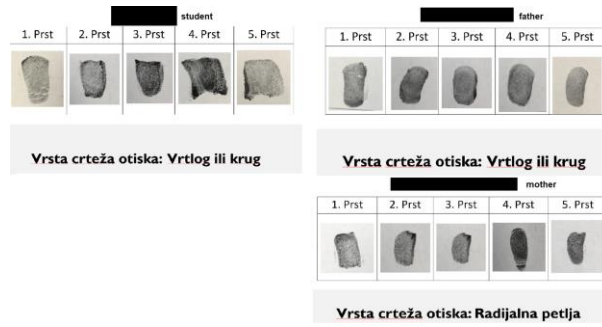 student
1. Prst 2. Prst 3. Prst 4. Prst 5. Prst
Vrsta crteža otiska: Vrtlog ili krug
father
1. Prst 2. Prst 3. Prst 4. Prst 5. Prst
Vrsta crteža otiska: Vrtlog ili krug
mother
1. Prst 2. Prst 3. Prst 4. Prst 5. Prst
Vrsta crteža otiska: Radijalna petlja